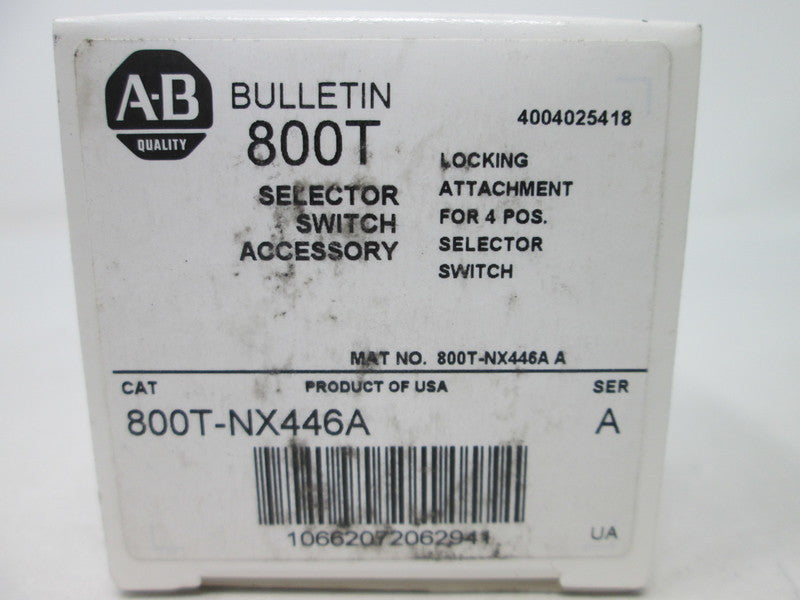 A-B
QUALITY
BULLETIN
800T
SELECTOR
SWITCH
ACCESSORY
4004025418
LOCKING
ATTACHMENT
FOR 4 POS.
SELECTOR
SWITCH
MAT NO. 800T-NX446A A
CAT
PRODUCT OF USA
SER
800T-NX446A
A
10662072062941
UA